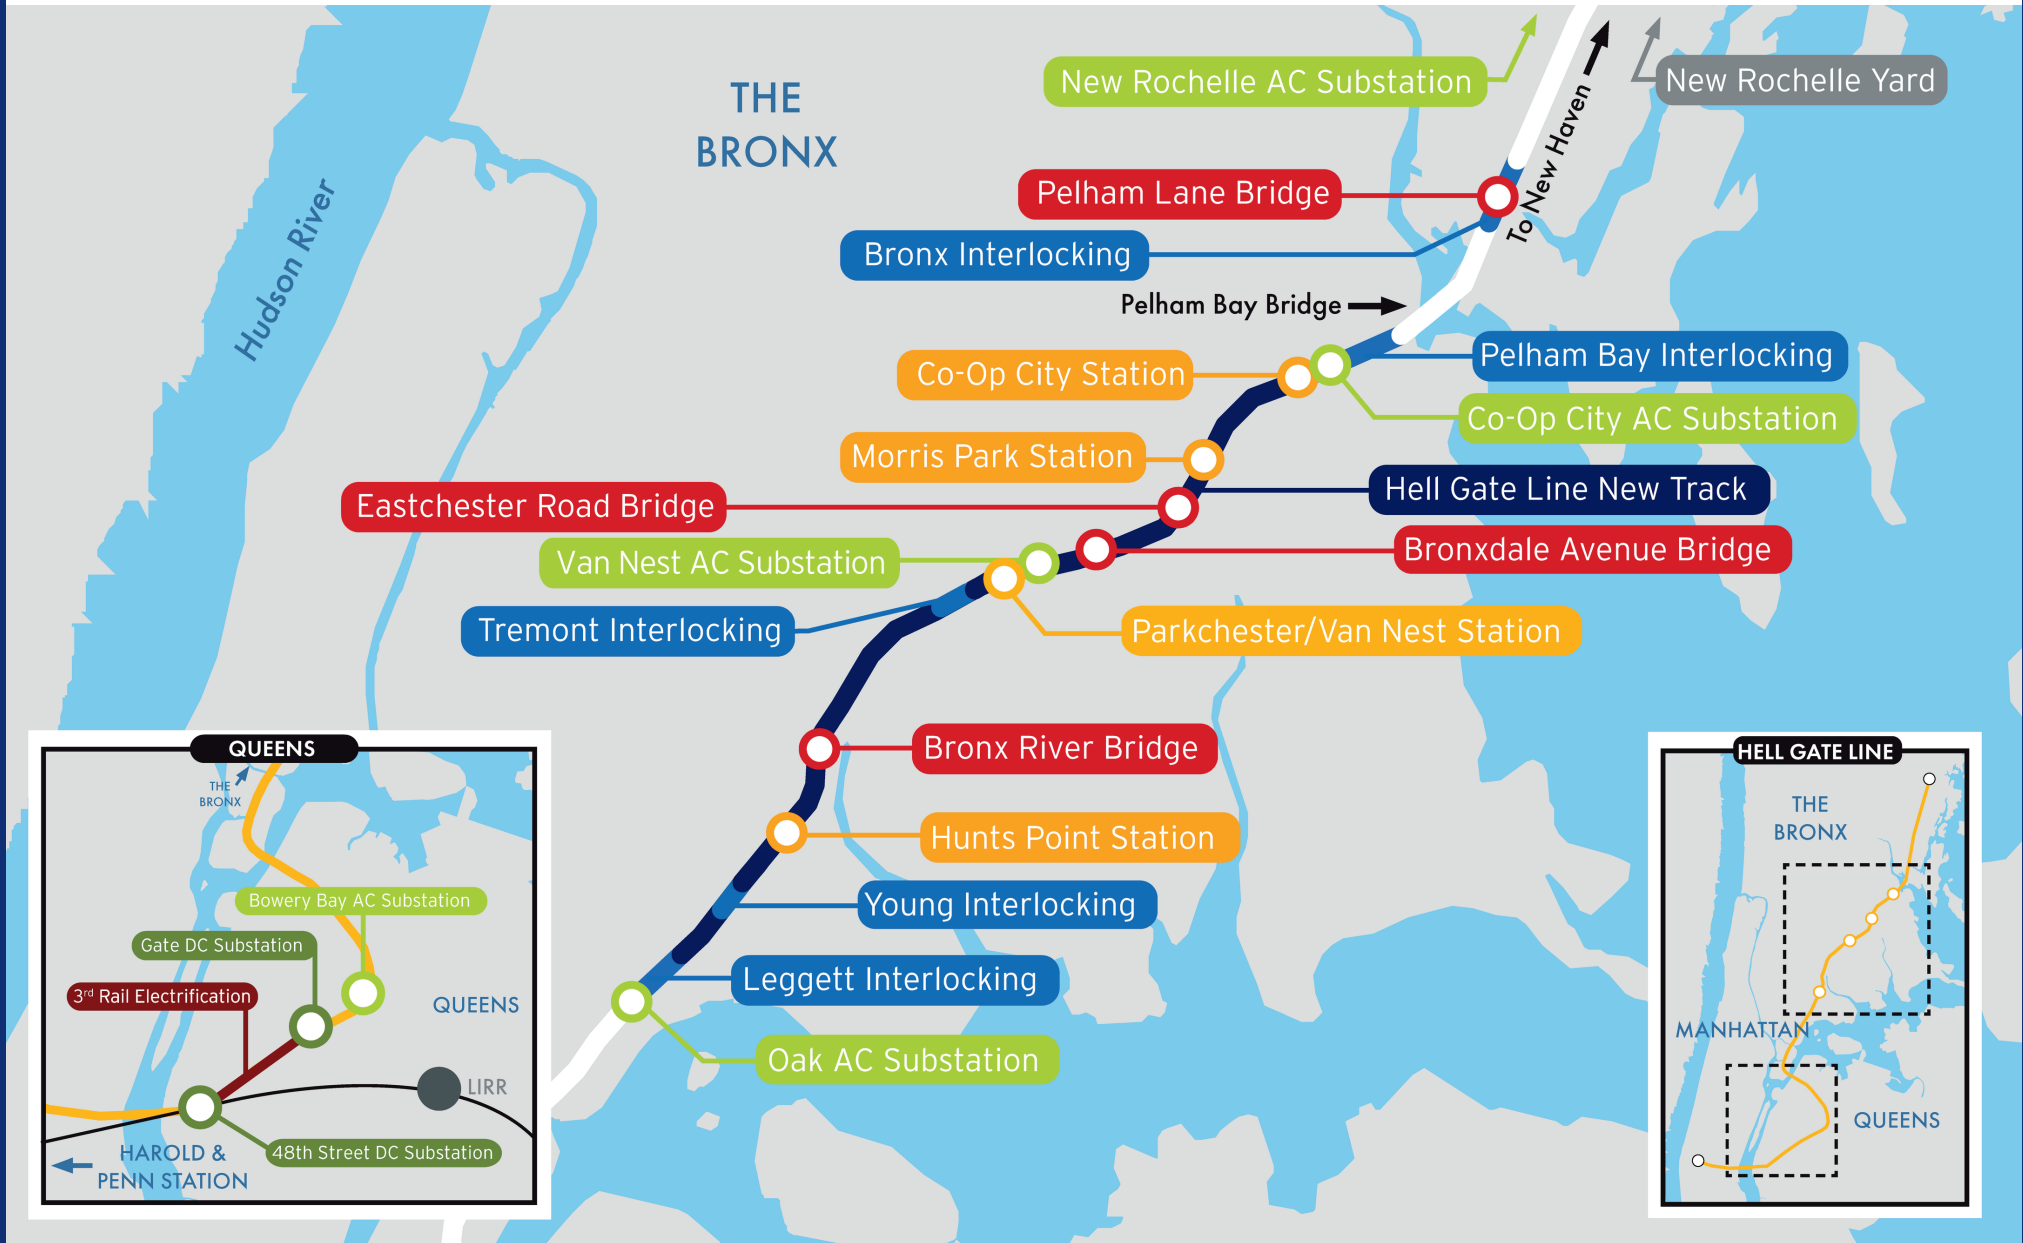 THE
BRONX
New Rochelle AC Substation
New Rochelle Yard
To New Haven
Hudson River
Pelham Lane Bridge
Bronx Interlocking
Pelham Bay Bridge
Pelham Bay Interlocking
Co-Op City Station
Co-Op City AC Substation
Morris Park Station
Hell Gate Line New Track
Eastchester Road Bridge
Bronxdale Avenue Bridge
Van Nest AC Substation
Tremont Interlocking
Parkchester/Van Nest Station
Bronx River Bridge
Hunts Point Station
Young Interlocking
Leggett Interlocking
Oak AC Substation
QUEENS
THE
BRONX
Bowery Bay AC Substation
Gate DC Substation
3rd Rail Electrification
QUEENS
LIRR
48th Street DC Substation
HAROLD &
PENN STATION
HELL GATE LINE
THE
BRONX
MANHATTAN
QUEENS